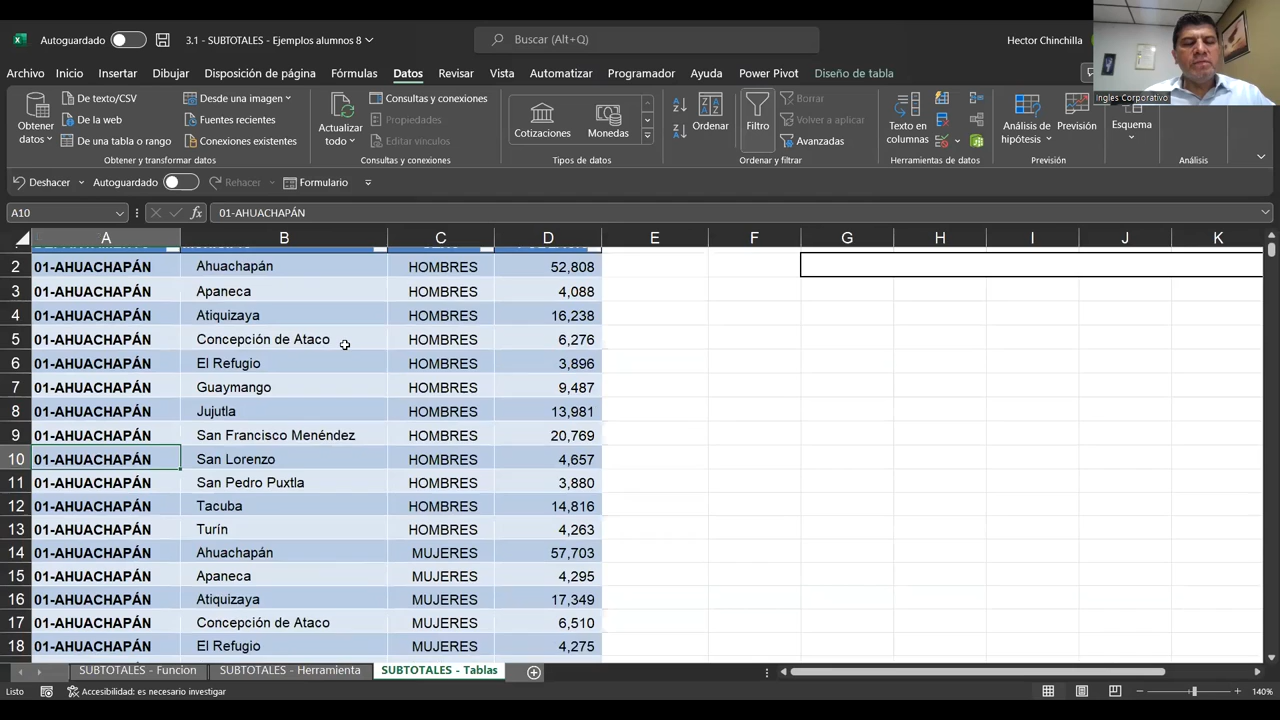 Autoguardado
3.1 - SUBTOTALES - Ejemplos alumnos 8
Buscar (Alt+Q)
Hector Chinchilla
Ingles Corporativo
Archivo Inicio Insertar Dibujar Disposición de página Fórmulas Datos Revisar Vista Automatizar Programador Ayuda Power Pivot Diseño de tabla
Obtener datos
De texto/CSV
De la web
De una tabla o rango
Desde una imagen
Fuentes recientes
Conexiones existentes
Obtener y transformar datos
Actualizar todo
Consultas y conexiones
Propiedades
Editar vínculos
Consultas y conexiones
Cotizaciones
Monedas
Tipos de datos
Ordenar
Filtro
Borrar
Volver a aplicar
Avanzadas
Ordenar y filtrar
Texto en columnas
Herramientas de datos
Análisis de hipótesis
Previsión
Previsión
Esquema
Análisis
Deshacer Autoguardado Rehacer Formulario
A10 fx 01-AHUACHAPÁN
A B C D E F G H I J K
2 01-AHUACHAPÁN Ahuachapán HOMBRES 52,808
3 01-AHUACHAPÁN Apaneca HOMBRES 4,088
4 01-AHUACHAPÁN Atiquizaya HOMBRES 16,238
5 01-AHUACHAPÁN Concepción de Ataco HOMBRES 6,276
6 01-AHUACHAPÁN El Refugio HOMBRES 3,896
7 01-AHUACHAPÁN Guaymango HOMBRES 9,487
8 01-AHUACHAPÁN Jujutla HOMBRES 13,981
9 01-AHUACHAPÁN San Francisco Menéndez HOMBRES 20,769
10 01-AHUACHAPÁN San Lorenzo HOMBRES 4,657
11 01-AHUACHAPÁN San Pedro Puxtla HOMBRES 3,880
12 01-AHUACHAPÁN Tacuba HOMBRES 14,816
13 01-AHUACHAPÁN Turín HOMBRES 4,263
14 01-AHUACHAPÁN Ahuachapán MUJERES 57,703
15 01-AHUACHAPÁN Apaneca MUJERES 4,295
16 01-AHUACHAPÁN Atiquizaya MUJERES 17,349
17 01-AHUACHAPÁN Concepción de Ataco MUJERES 6,510
18 01-AHUACHAPÁN El Refugio MUJERES 4,275
SUBTOTALES - Funcion SUBTOTALES - Herramienta SUBTOTALES - Tablas
Listo Accesibilidad: es necesario investigar 140%